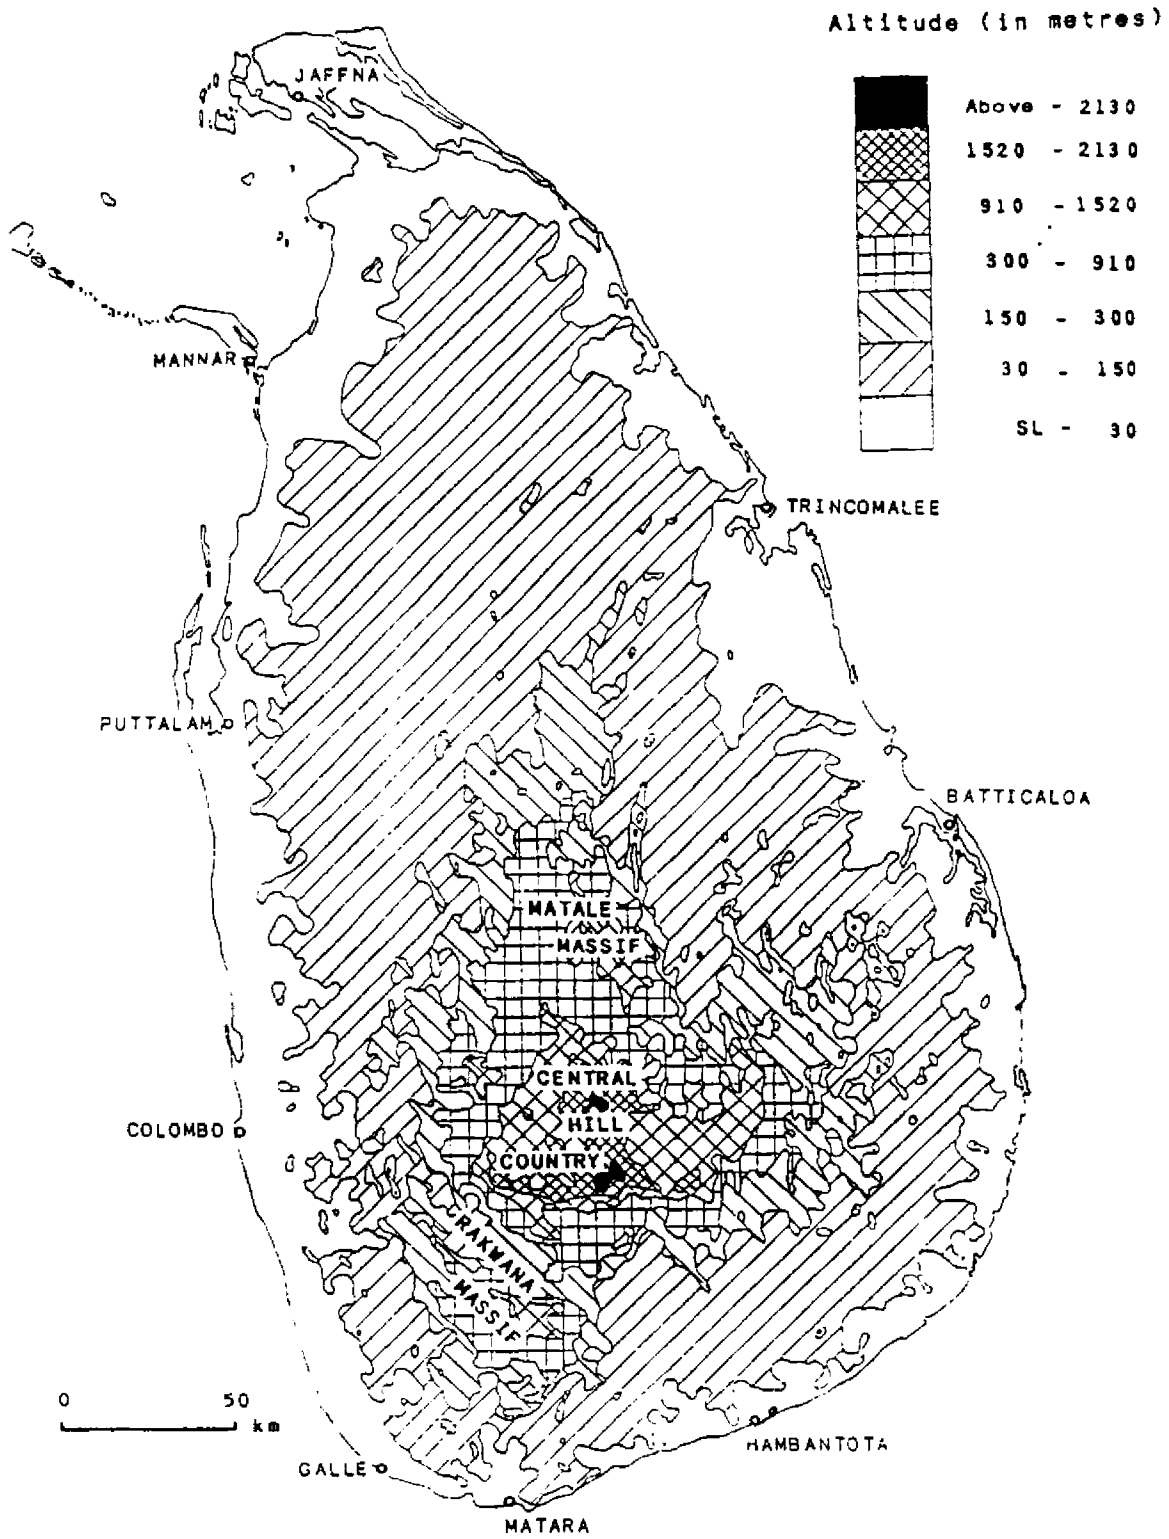 Altitude (in metres)
Above - 2130
1520 - 2130
910 - 1520
300 - 910
150 - 300
30 - 150
SL - 30
JAFFNA
MANNAR
TRINCOMALEE
PUTTALAM
BATTICALOA
MATALE
MASSIF
CENTRAL
HILL
COUNTRY
COLOMBO
RAKWANA
MASSIF
0 50
km
HAMBANTOTA
GALLE
MATARA